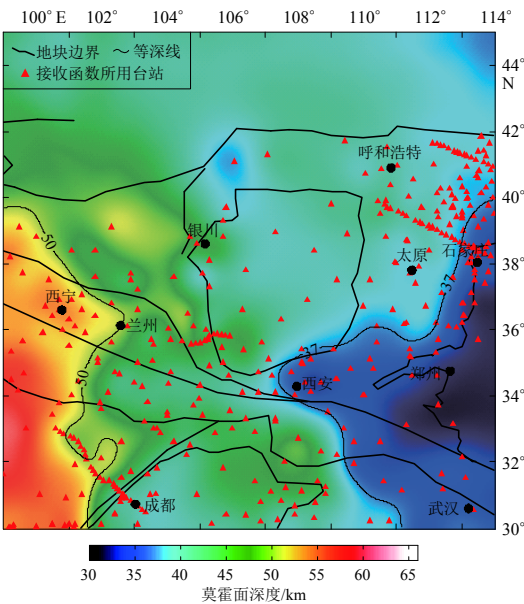 100° E 102° 104° 106° 108° 110° 112° 114°
地块边界 等深线
接收函数所用台站
44°
N
42°
呼和浩特
40°
银川
石家庄
50
太原
38°
37
西宁
兰州
36°
37
郑州
50
西安
34°
32°
成都
武汉
30°
30 35 40 45 50 55 60 65
莫霍面深度/km